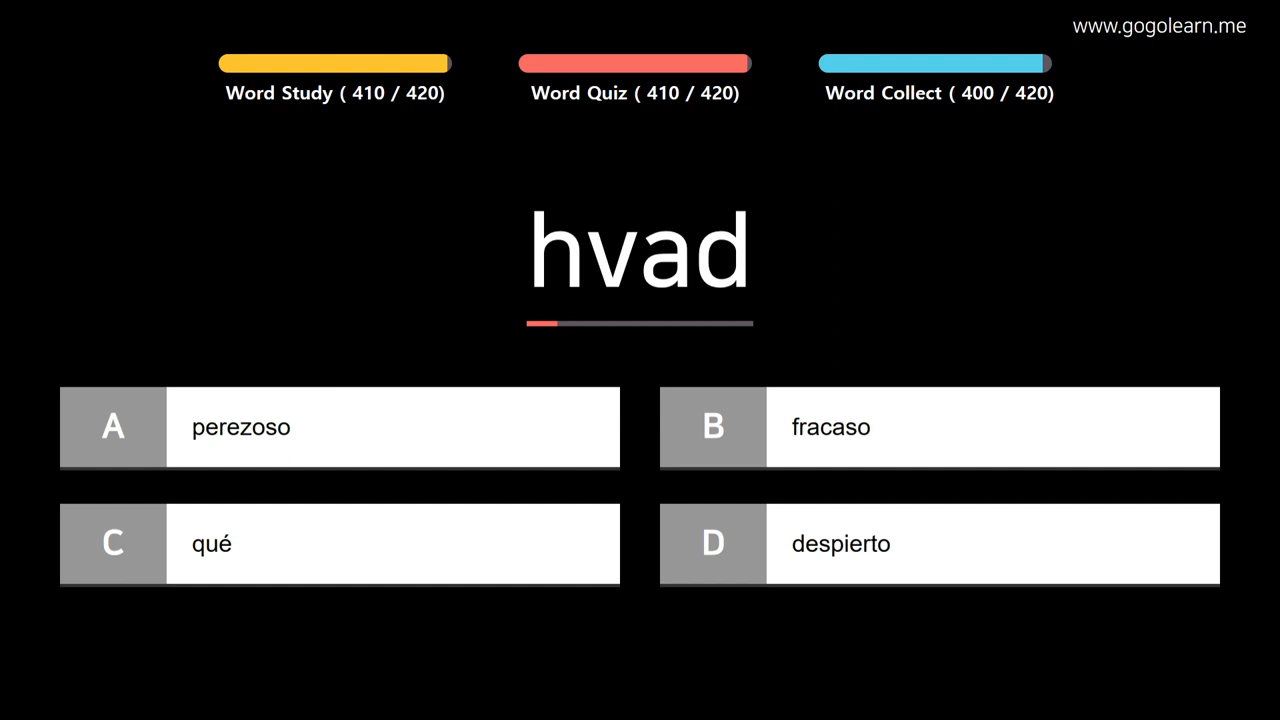 www.gogolearn.me
Word Study ( 410 / 420)
Word Quiz ( 410 / 420)
Word Collect ( 400 / 420)
hvad
A perezoso
B fracaso
C qué
D despierto